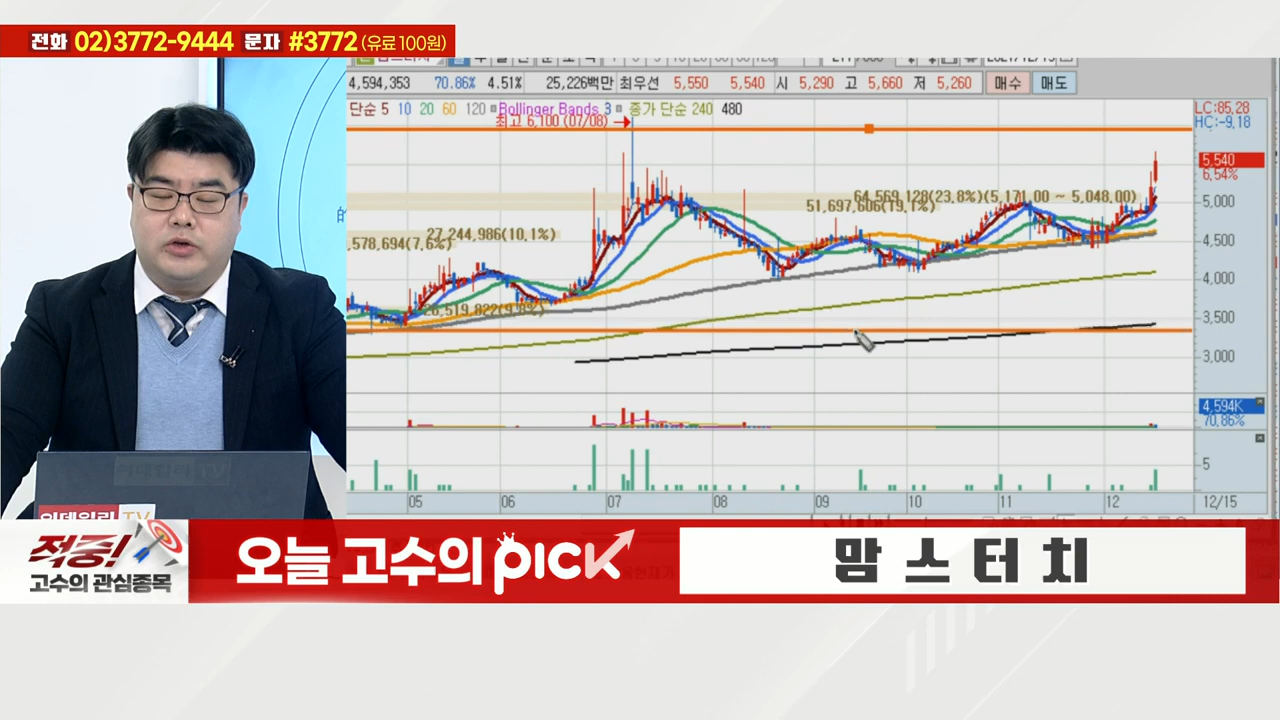 전화 02)3772-9444 문자 #3772 (유료 100원)
4,594,353 70.86% 4.51% 25,226백만 최우선 5,550 5,540 시 5,290 고 5,660 저 5,260 매수 매도
단순 5 10 20 60 120 Bollinger Bands 3 종가 단순 240 480
LC:85.28
HC:-9.18
최고 6,100 (07/08)
5,540
6.54%
64,569,128(23.8%)(5,171.00 ~ 5,048.00)
51,697,606(19.1%)
5,000
27,244,986(10.1%)
,578,694(7.6%)
4,500
4,000
3,500
3,000
4,594K
70.86%
5
05 06 07 08 09 10 11 12 12/15
적중!
고수의 관심종목
오늘 고수의 PICK
맘스터치